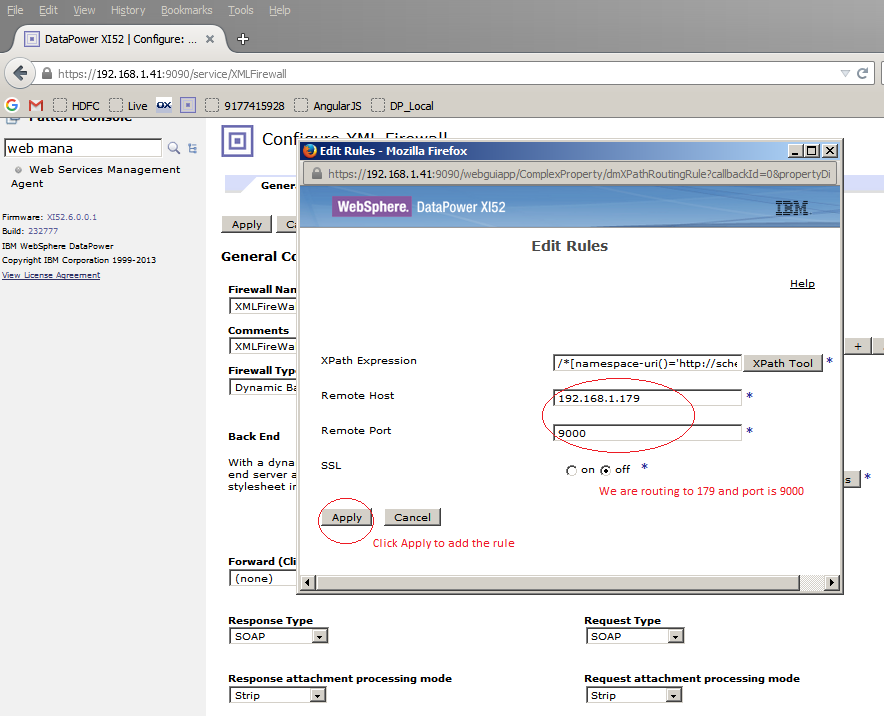 File Edit View History Bookmarks Tools Help
DataPower XI52 | Configure: ...
https://192.168.1.41:9090/service/XMLFirewall
HDFC Live OX 9177415928 AngularJS DP_Local
Pattern Console
web mana
Web Services Management
Agent
Firmware: XI52.6.0.0.1
Build: 232777
IBM WebSphere DataPower
Copyright IBM Corporation 1999-2013
View License Agreement
Configure XML Firewall
Gener
Apply Ca
General Co
Firewall Nan
XMLFireWa
Comments
XMLFireWa
Firewall Type
Dynamic Ba
Back End
With a dyna
end server a
stylesheet in
s *
+
Forward (Cli
(none)
Response Type
SOAP
Request Type
SOAP
Response attachment processing mode
Strip
Request attachment processing mode
Strip
Edit Rules - Mozilla Firefox
https://192.168.1.41:9090/webguiapp/ComplexProperty/dmXPathRoutingRule?callbackId=0&propertyDi
WebSphere. DataPower XI52 IBM
Edit Rules
Help
XPath Expression /*[namespace-uri()='http://sche XPath Tool *
Remote Host 192.168.1.179 *
Remote Port 9000 *
SSL on off *
We are routing to 179 and port is 9000
Apply Cancel
Click Apply to add the rule